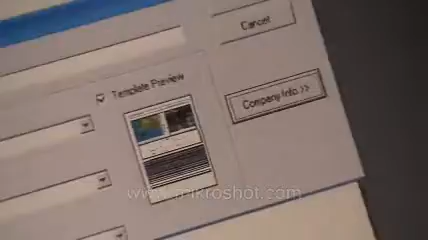 Cancel
Template Preview
Company Info >>
www.mikroshot.com